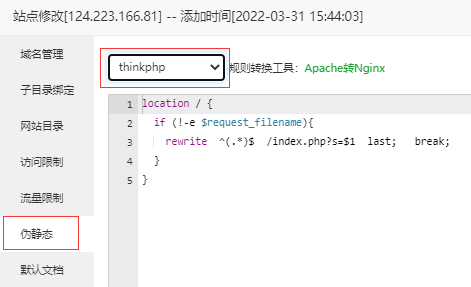 站点修改[124.223.166.81] -- 添加时间[2022-03-31 15:44:03]
域名管理
子目录绑定
网站目录
访问限制
流量限制
伪静态
默认文档
thinkphp 规则转换工具：Apache转Nginx
1 location / {
2 if (!-e $request_filename){
3 rewrite ^(.*)$ /index.php?s=$1 last; break;
4 }
5 }